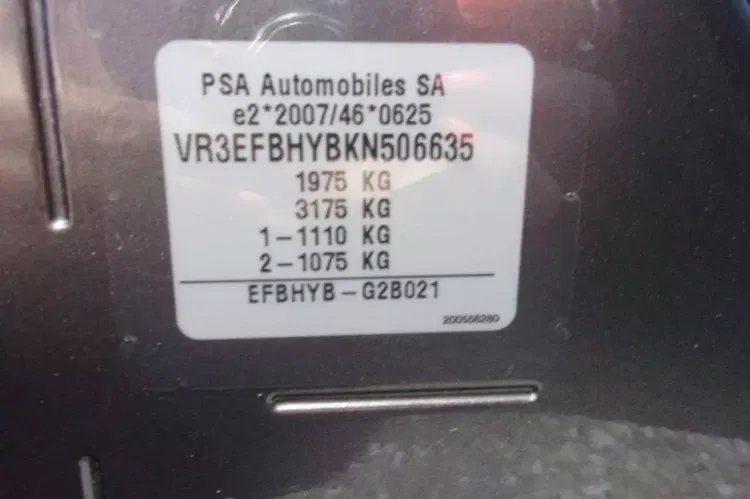 PSA Automobiles SA
e2*2007/46*0625
VR3EFBHYBKN506635
1975 KG
3175 KG
1-1110 KG
2-1075 KG
EFBHYB-G2B021
200556280